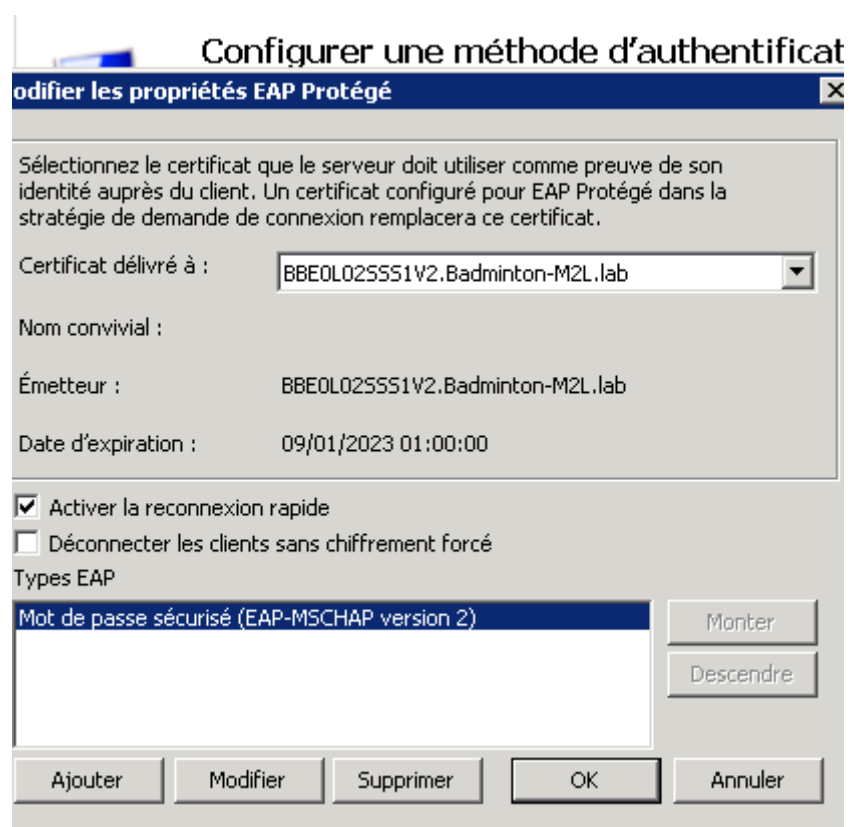 Configurer une méthode d'authentificat
odifier les propriétés EAP Protégé
Sélectionnez le certificat que le serveur doit utiliser comme preuve de son
identité auprès du client. Un certificat configuré pour EAP Protégé dans la
stratégie de demande de connexion remplacera ce certificat.
Certificat délivré à : BBE0L02SSS1V2.Badminton-M2L.lab
Nom convivial :
Émetteur : BBE0L02SSS1V2.Badminton-M2L.lab
Date d'expiration : 09/01/2023 01:00:00
Activer la reconnexion rapide
Déconnecter les clients sans chiffrement forcé
Types EAP
Mot de passe sécurisé (EAP-MSCHAP version 2)
Monter
Descendre
Ajouter Modifier Supprimer OK Annuler